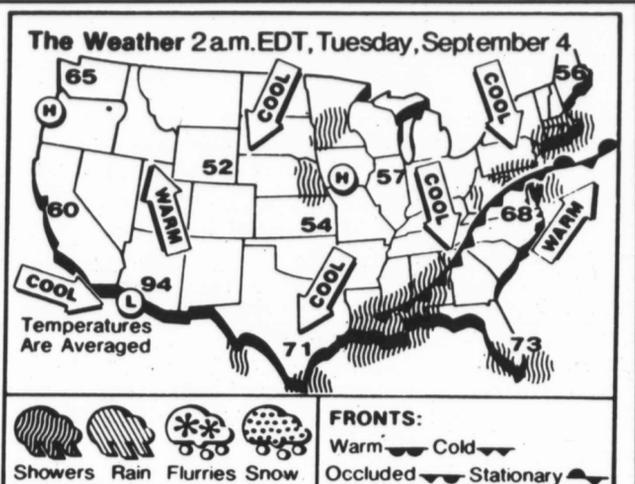 The Weather 2 a.m. EDT, Tuesday, September 4
65
COOL
COOL
56
H
52
H
57
COOL
60
WARM
54
68
WARM
COOL
94
COOL
L
Temperatures
Are Averaged
71
73
Showers Rain Flurries Snow
FRONTS:
Warm Cold
Occluded Stationary